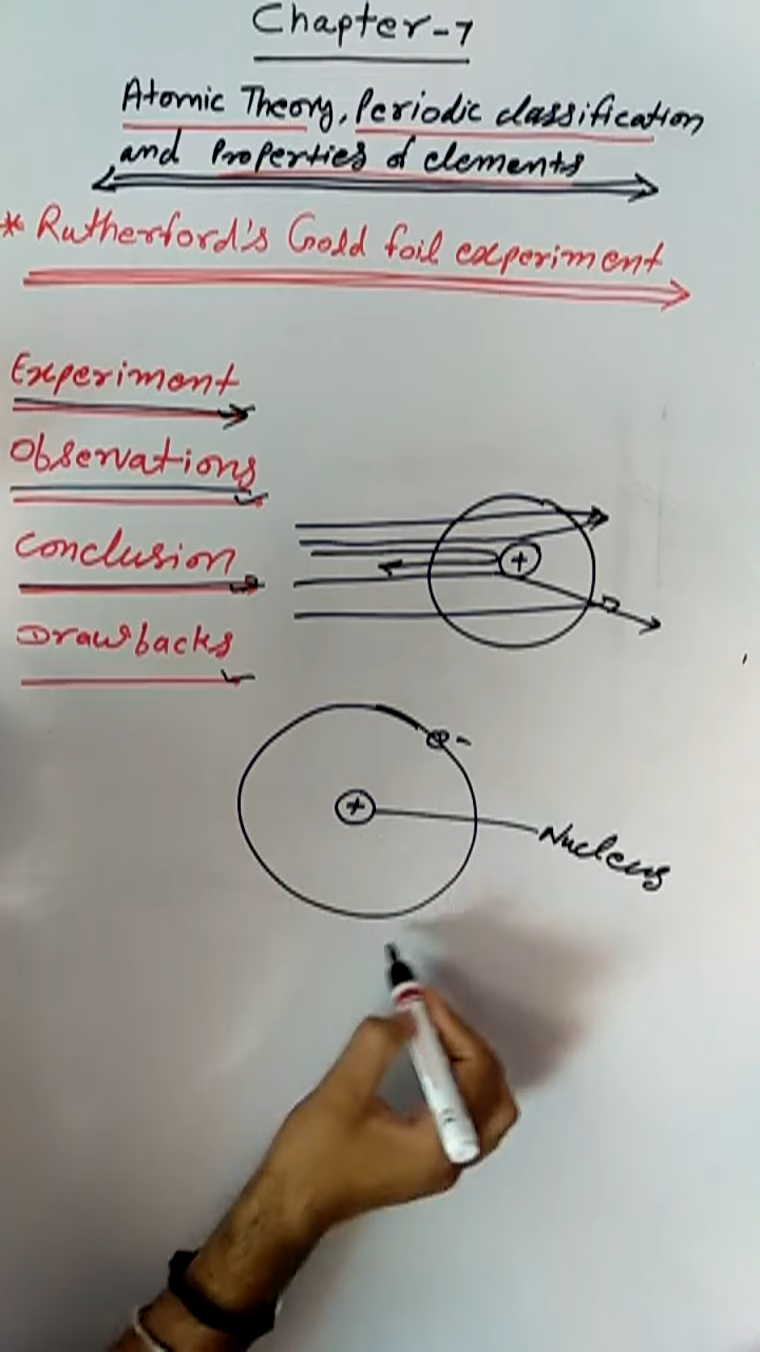 Chapter-7
Atomic Theory, Periodic classification
and Properties of elements
* Rutherford's Gold foil experiment
Experiment
Observations
Conclusion
Drawbacks
+
e-
+
Nucleus